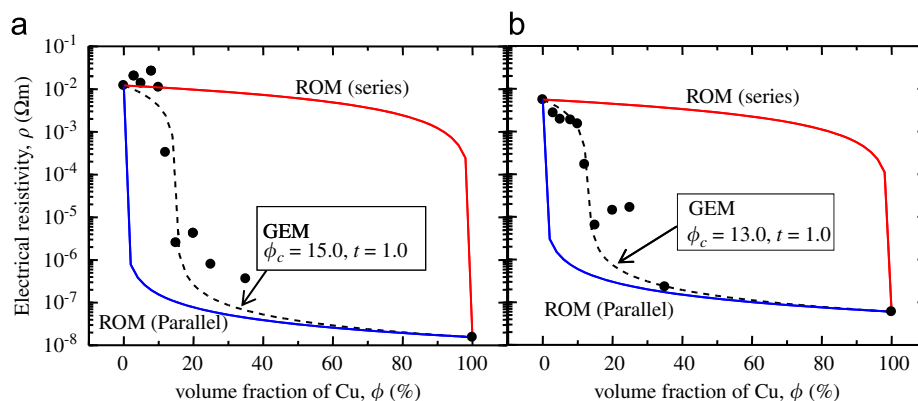 a
b
10⁻¹
10⁻²
10⁻³
10⁻⁴
10⁻⁵
10⁻⁶
10⁻⁷
10⁻⁸
Electrical resistivity, ρ (Ωm)
ROM (series)
GEM
ϕc = 15.0, t = 1.0
ROM (Parallel)
0 20 40 60 80 100
volume fraction of Cu, ϕ (%)
ROM (series)
GEM
ϕc = 13.0, t = 1.0
ROM (Parallel)
0 20 40 60 80 100
volume fraction of Cu, ϕ (%)